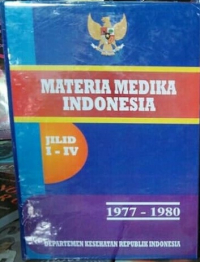 MATERIA MEDIKA
INDONESIA
JILID
I - IV
1977 - 1980
DEPARTEMEN KESEHATAN REPUBLIK INDONESIA